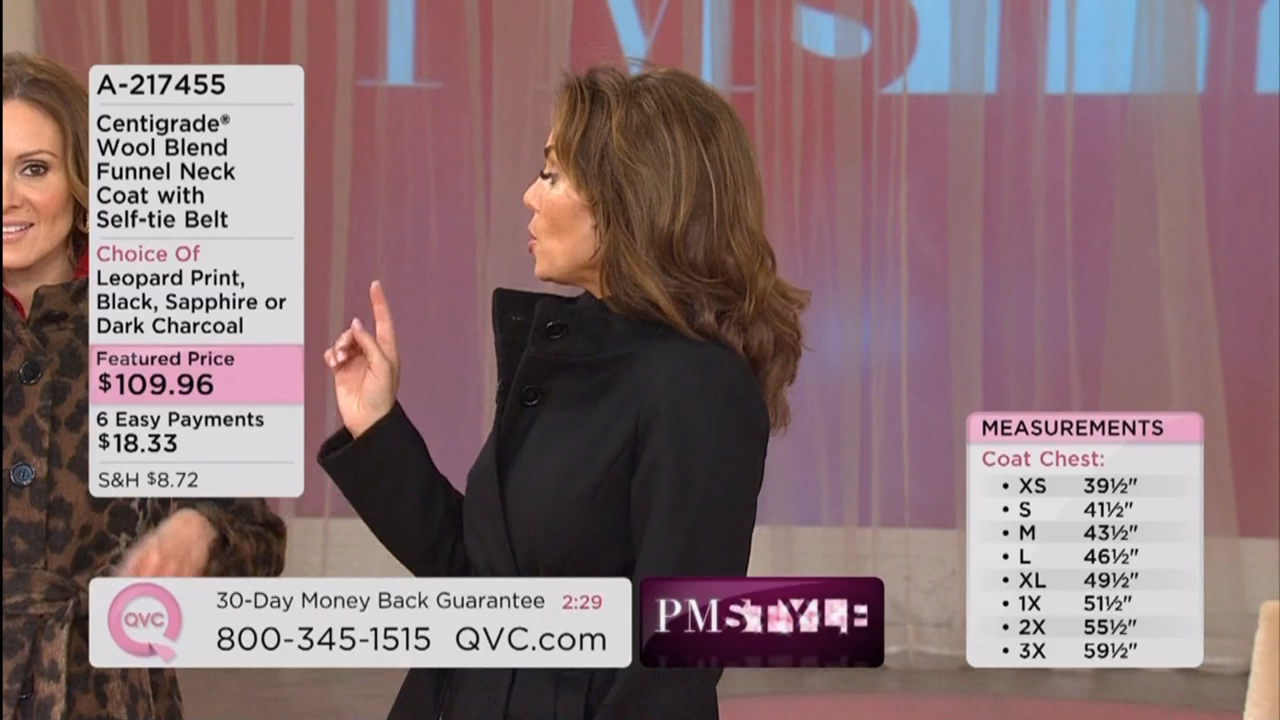 PM STY
A-217455
Centigrade®
Wool Blend
Funnel Neck
Coat with
Self-tie Belt
Choice Of
Leopard Print,
Black, Sapphire or
Dark Charcoal
Featured Price
$109.96
6 Easy Payments
$18.33
S&H $8.72
MEASUREMENTS
Coat Chest:
• XS 39½"
• S 41½"
• M 43½"
• L 46½"
• XL 49½"
• 1X 51½"
• 2X 55½"
• 3X 59½"
QVC
30-Day Money Back Guarantee 2:29
800-345-1515 QVC.com
PM STYLE